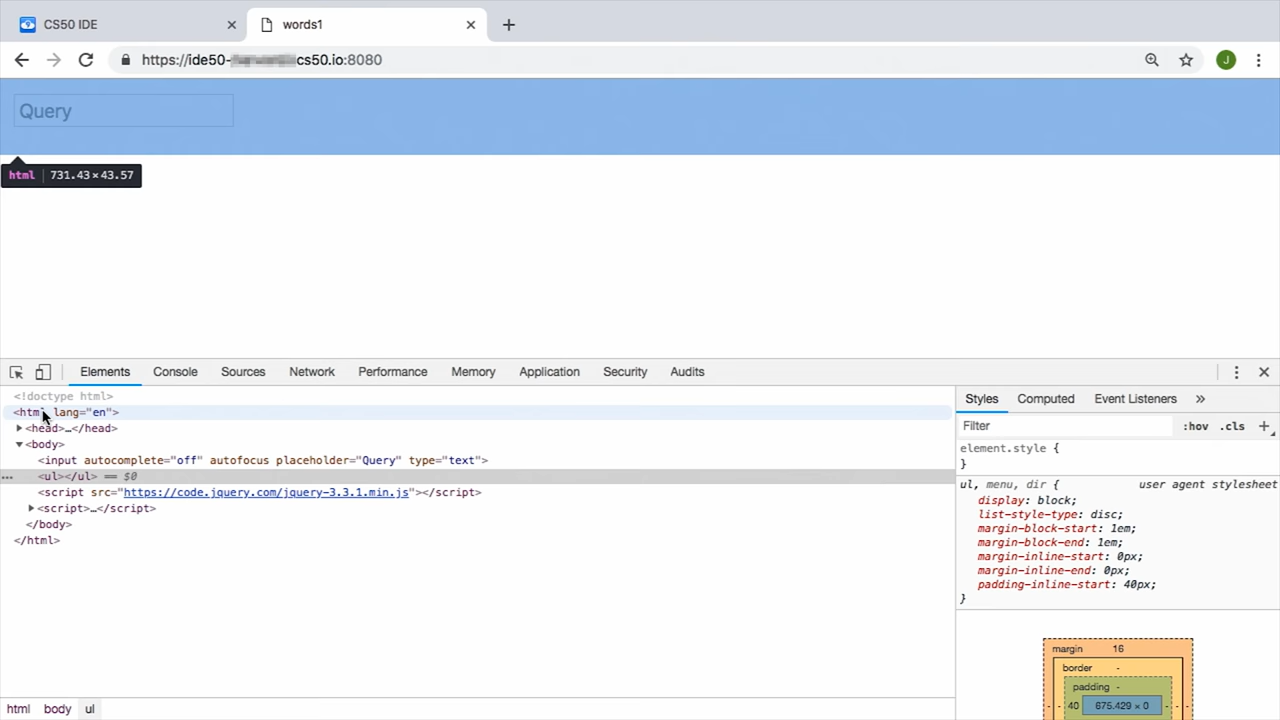 CS50 IDE
words1
https://ide50- cs50.io:8080
J
Query
html 731.43×43.57
Elements Console Sources Network Performance Memory Application Security Audits
<!doctype html>
<html lang="en">
<head>…</head>
<body>
<input autocomplete="off" autofocus placeholder="Query" type="text">
<ul></ul> == $0
<script src="https://code.jquery.com/jquery-3.3.1.min.js"></script>
<script>…</script>
</body>
</html>
html body ul
Styles Computed Event Listeners »
Filter :hov .cls +
element.style {
}
ul, menu, dir { user agent stylesheet
display: block;
list-style-type: disc;
margin-block-start: 1em;
margin-block-end: 1em;
margin-inline-start: 0px;
margin-inline-end: 0px;
padding-inline-start: 40px;
}
margin 16
border -
padding -
- - 40 675.429 × 0 - - -